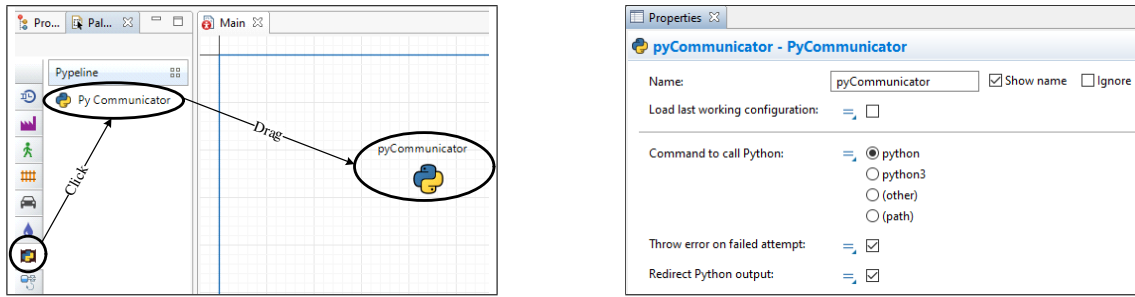 Pro... Pal... Main
Pypeline
Py Communicator
Click
Drag
pyCommunicator
Properties
pyCommunicator - PyCommunicator
Name: pyCommunicator Show name Ignore
Load last working configuration:
Command to call Python: python
python3
(other)
(path)
Throw error on failed attempt:
Redirect Python output: